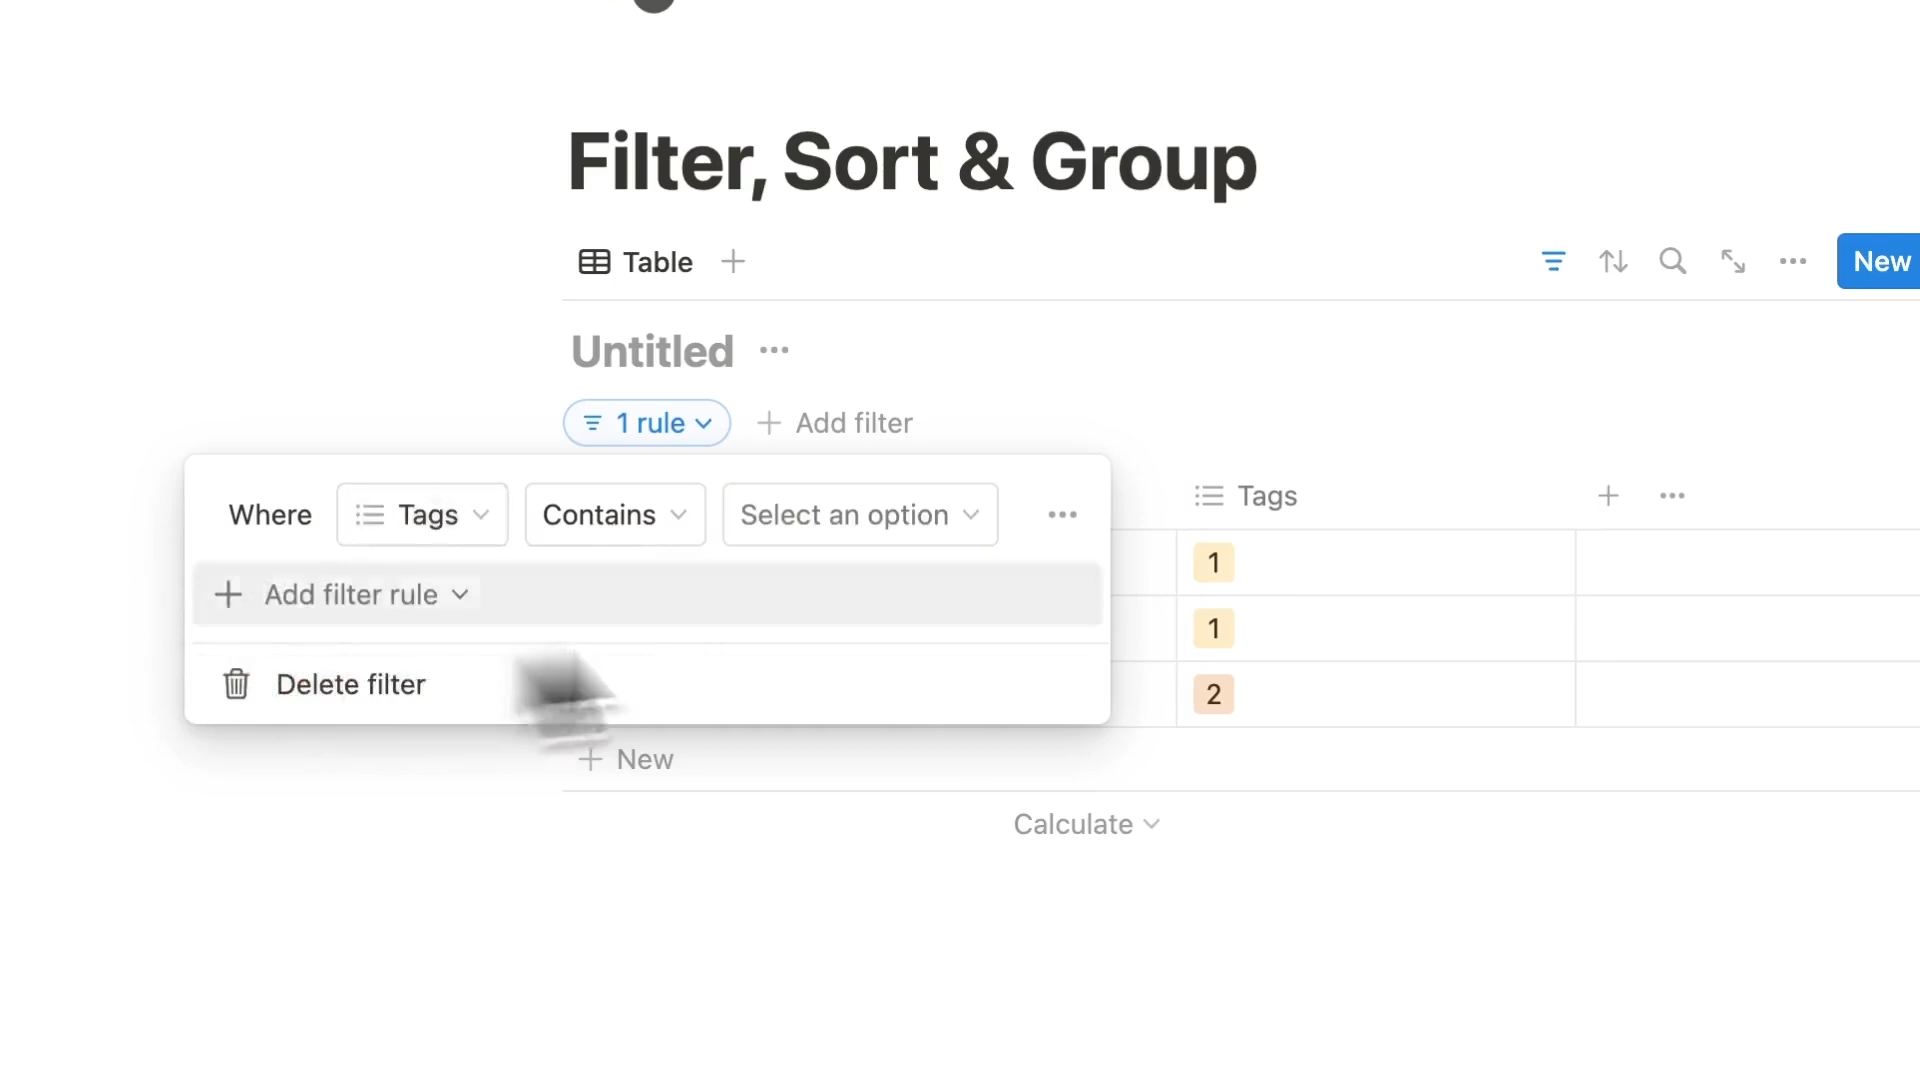 Filter, Sort & Group
Table
New
Untitled
1 rule
Add filter
Where
Tags
Contains
Select an option
Tags
1
Add filter rule
1
Delete filter
2
New
Calculate